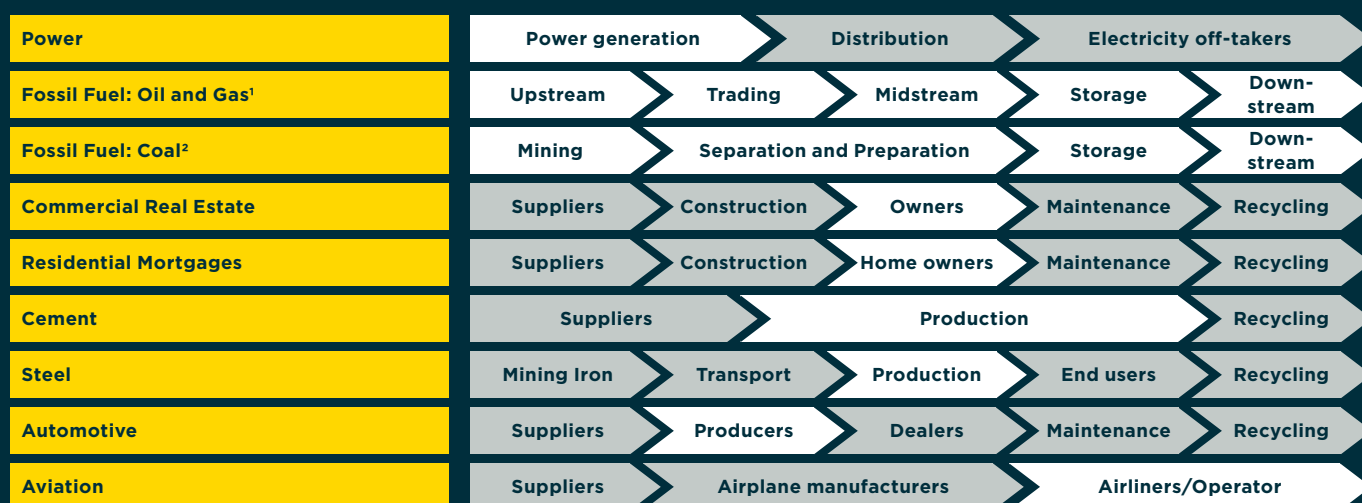 Power Power generation Distribution Electricity off-takers
Fossil Fuel: Oil and Gas¹ Upstream Trading Midstream Storage Down-
stream
Fossil Fuel: Coal² Mining Separation and Preparation Storage Down-
stream
Commercial Real Estate Suppliers Construction Owners Maintenance Recycling
Residential Mortgages Suppliers Construction Home owners Maintenance Recycling
Cement Suppliers Production Recycling
Steel Mining Iron Transport Production End users Recycling
Automotive Suppliers Producers Dealers Maintenance Recycling
Aviation Suppliers Airplane manufacturers Airliners/Operator